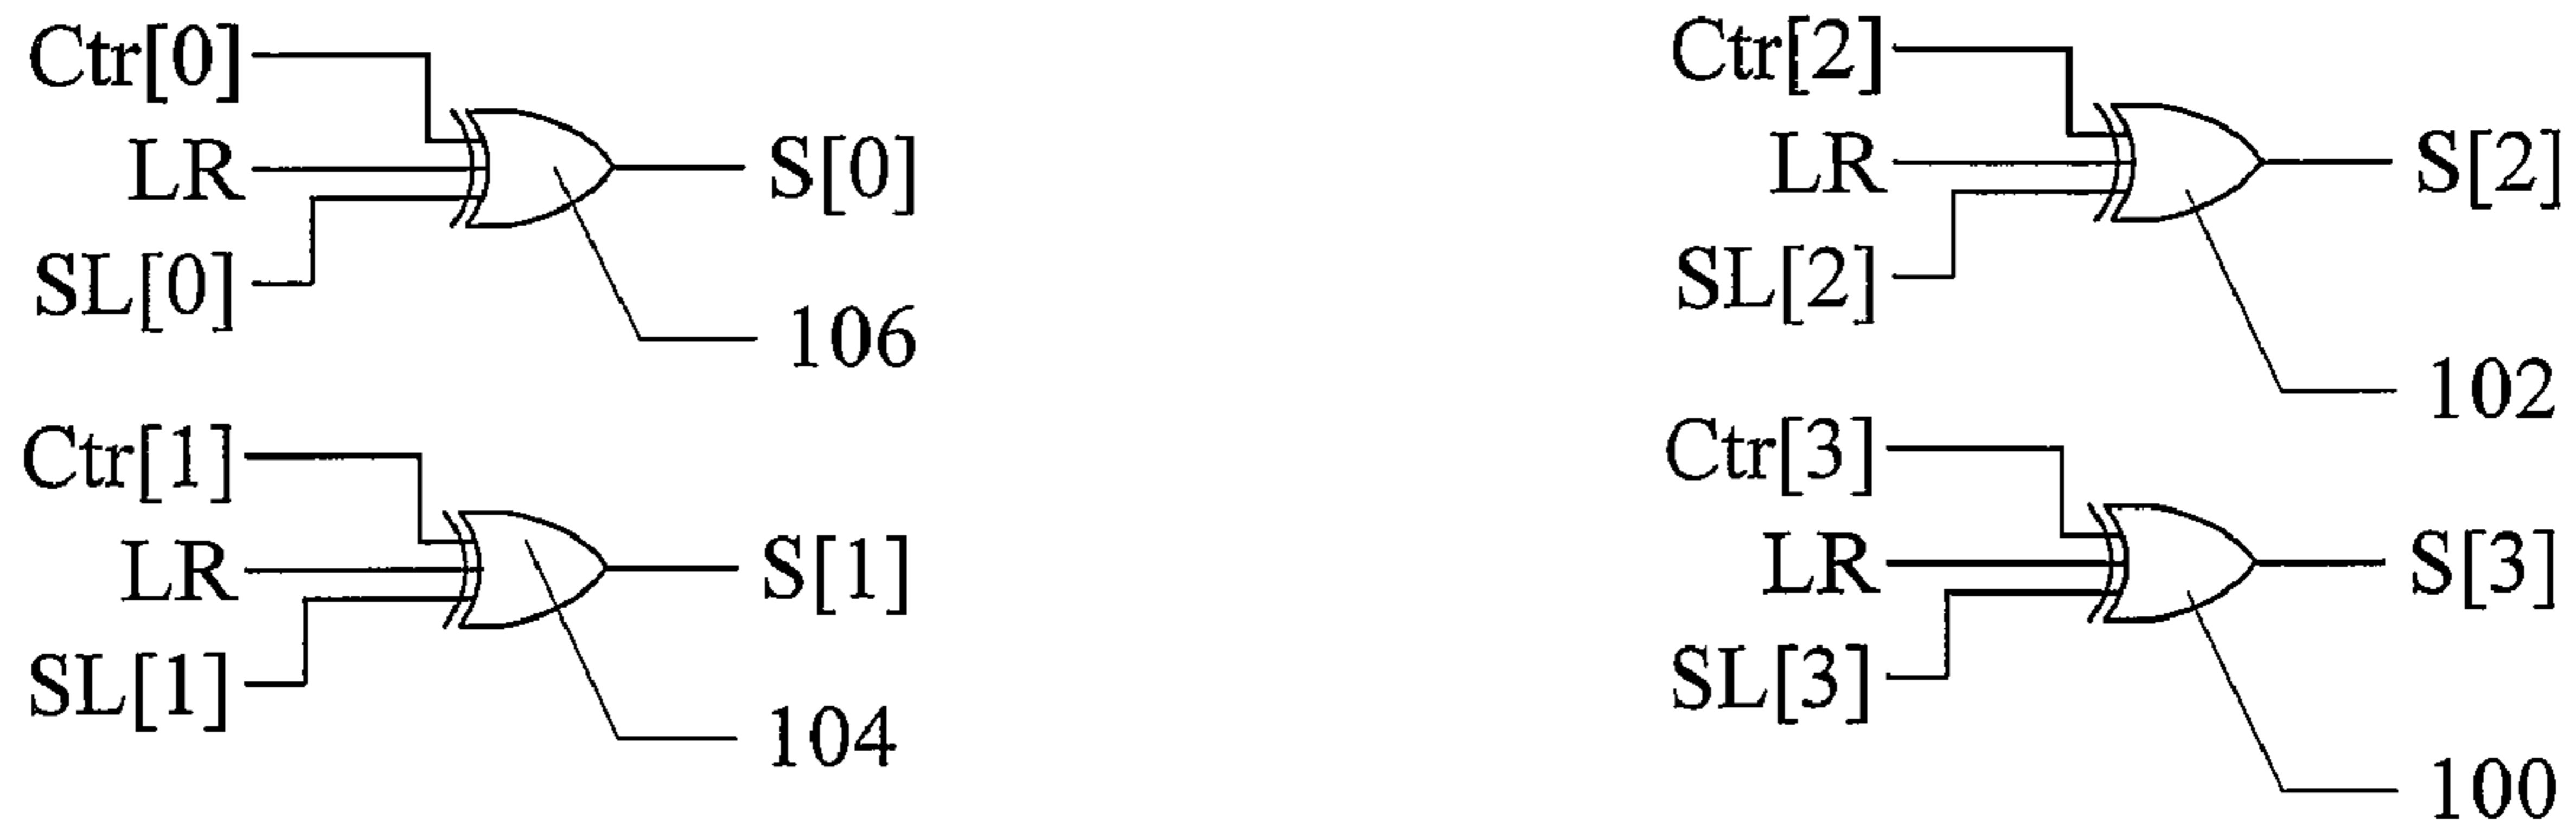 Ctr[0]
LR
S[0]
SL[0]
106
Ctr[1]
LR
S[1]
SL[1]
104
Ctr[2]
LR
S[2]
SL[2]
102
Ctr[3]
LR
S[3]
SL[3]
100